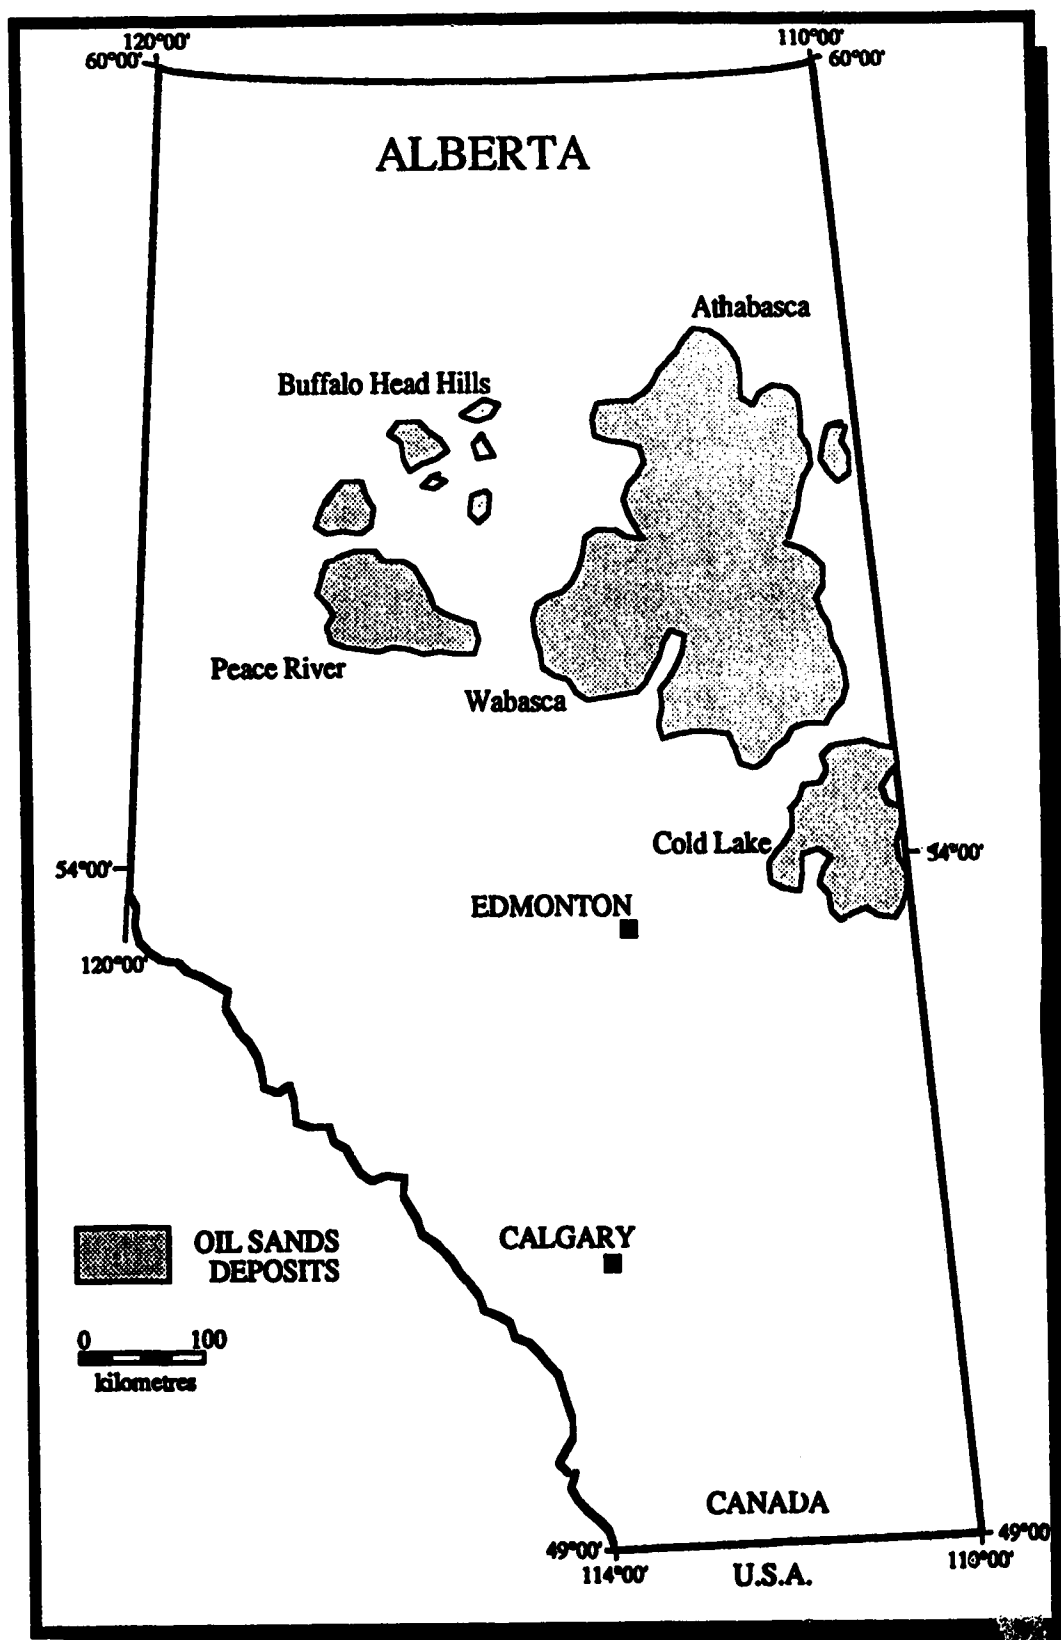 120°00'
110°00'
60°00'
60°00'
ALBERTA
Athabasca
Buffalo Head Hills
Peace River
Wabasca
Cold Lake
54°00'
54°00'
EDMONTON
120°00'
CALGARY
OIL SANDS
DEPOSITS
0 100
kilometres
CANADA
49°00'
49°00'
114°00'
U.S.A.
110°00'